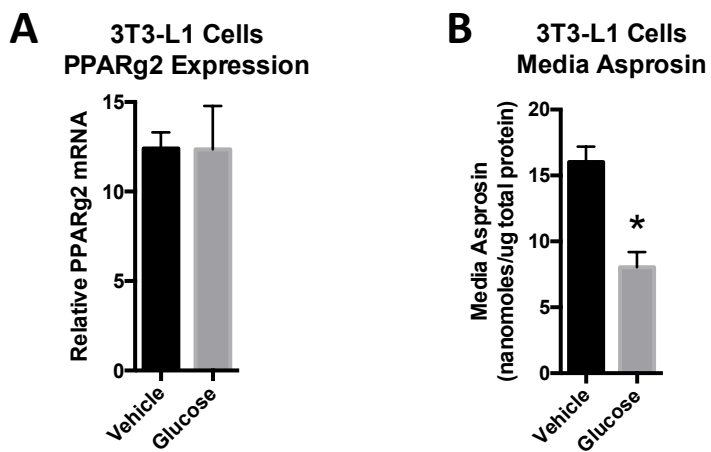 A
3T3-L1 Cells
PPARg2 Expression
Relative PPARg2 mRNA
15
10
5
0
Vehicle
Glucose
B
3T3-L1 Cells
Media Asprosin
Media Asprosin
(nanomoles/ug total protein)
20
15
10
5
0
*
Vehicle
Glucose